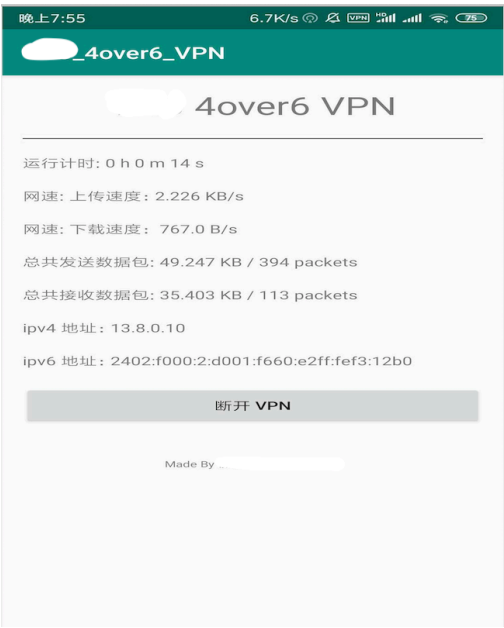 晚上7:55 6.7K/s VPN HD 75
_4over6_VPN
4over6 VPN
运行计时: 0 h 0 m 14 s
网速: 上传速度：2.226 KB/s
网速: 下载速度：767.0 B/s
总共发送数据包: 49.247 KB / 394 packets
总共接收数据包: 35.403 KB / 113 packets
ipv4 地址：13.8.0.10
ipv6 地址：2402:f000:2:d001:f660:e2ff:fef3:12b0
断开 VPN
Made By